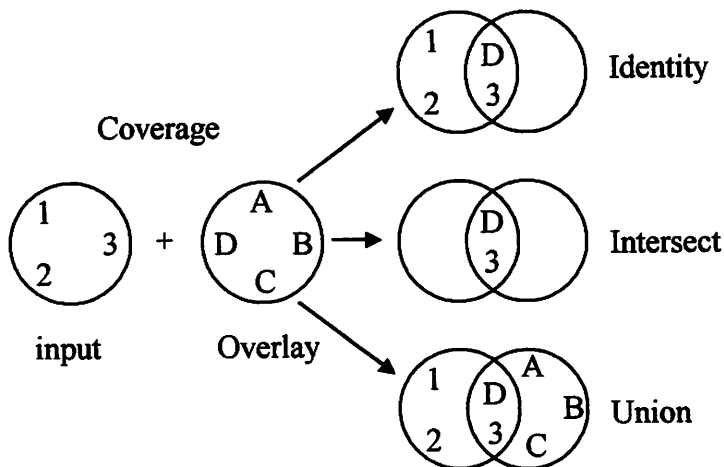 1 D
2 3
Identity
Coverage
1
2 3
+
A
D B
C
D
3
Intersect
input
Overlay
1 D A
B
2 3 C
Union